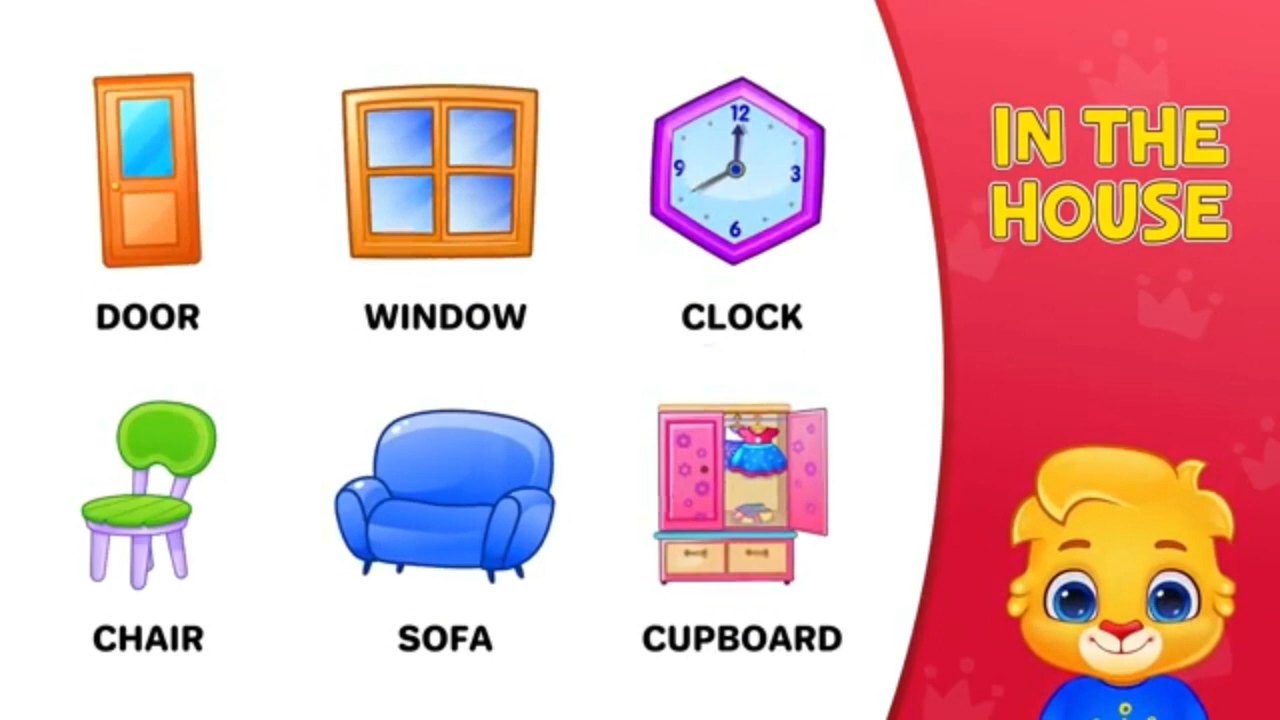 IN THE
HOUSE
DOOR
WINDOW
CLOCK
12
9
3
6
CHAIR
SOFA
CUPBOARD